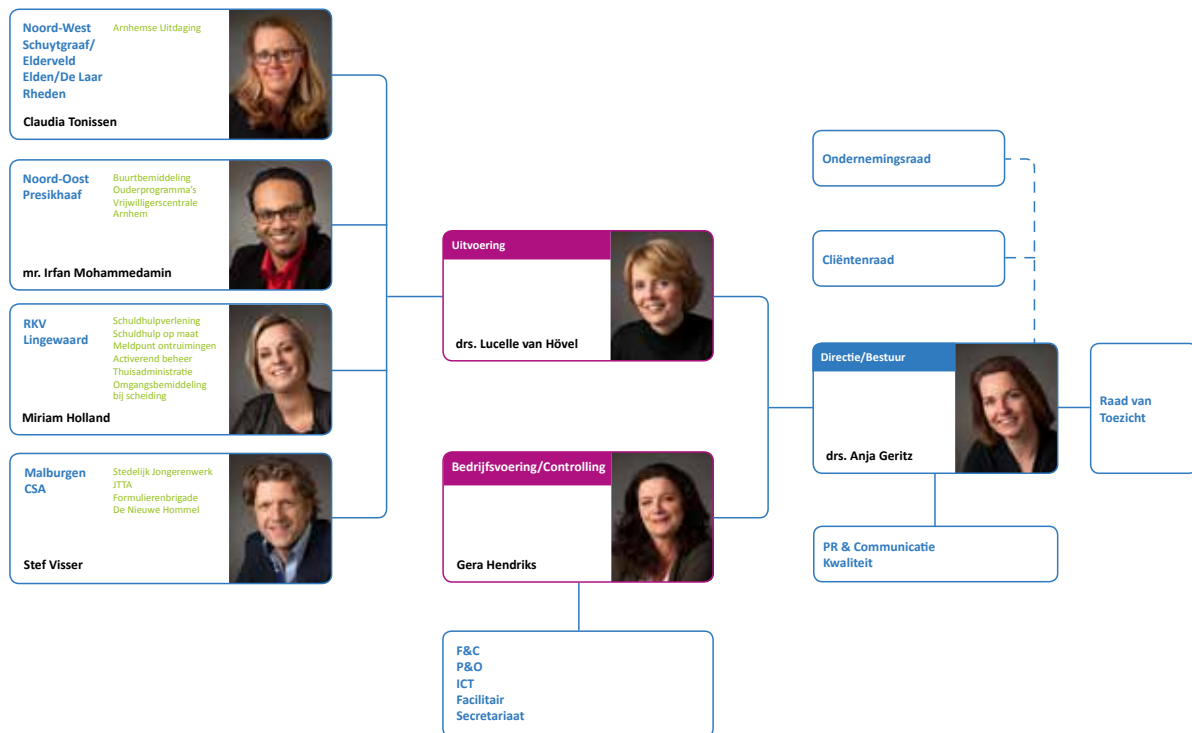 Noord-West
Schuytgraaf/
Elderveld
Elden/De Laar
Rheden
Arnhemse Uitdaging
Claudia Tonissen
Noord-Oost
Presikhaaf
Buurtbemiddeling
Ouderprogramma's
Vrijwilligerscentrale
Arnhem
mr. Irfan Mohammedamin
RKV
Lingewaard
Schuldhulpverlening
Schuldhulp op maat
Meldpunt ontruimingen
Activerend beheer
Thuisadministratie
Omgangsbemiddeling
bij scheiding
Miriam Holland
Malburgen
CSA
Stedelijk Jongerenwerk
JTTA
Formulierenbrigade
De Nieuwe Hommel
Stef Visser
Uitvoering
drs. Lucelle van Hövel
Bedrijfsvoering/Controlling
Gera Hendriks
F&C
P&O
ICT
Facilitair
Secretariaat
Ondernemingsraad
Cliëntenraad
Directie/Bestuur
drs. Anja Geritz
PR & Communicatie
Kwaliteit
Raad van
Toezicht